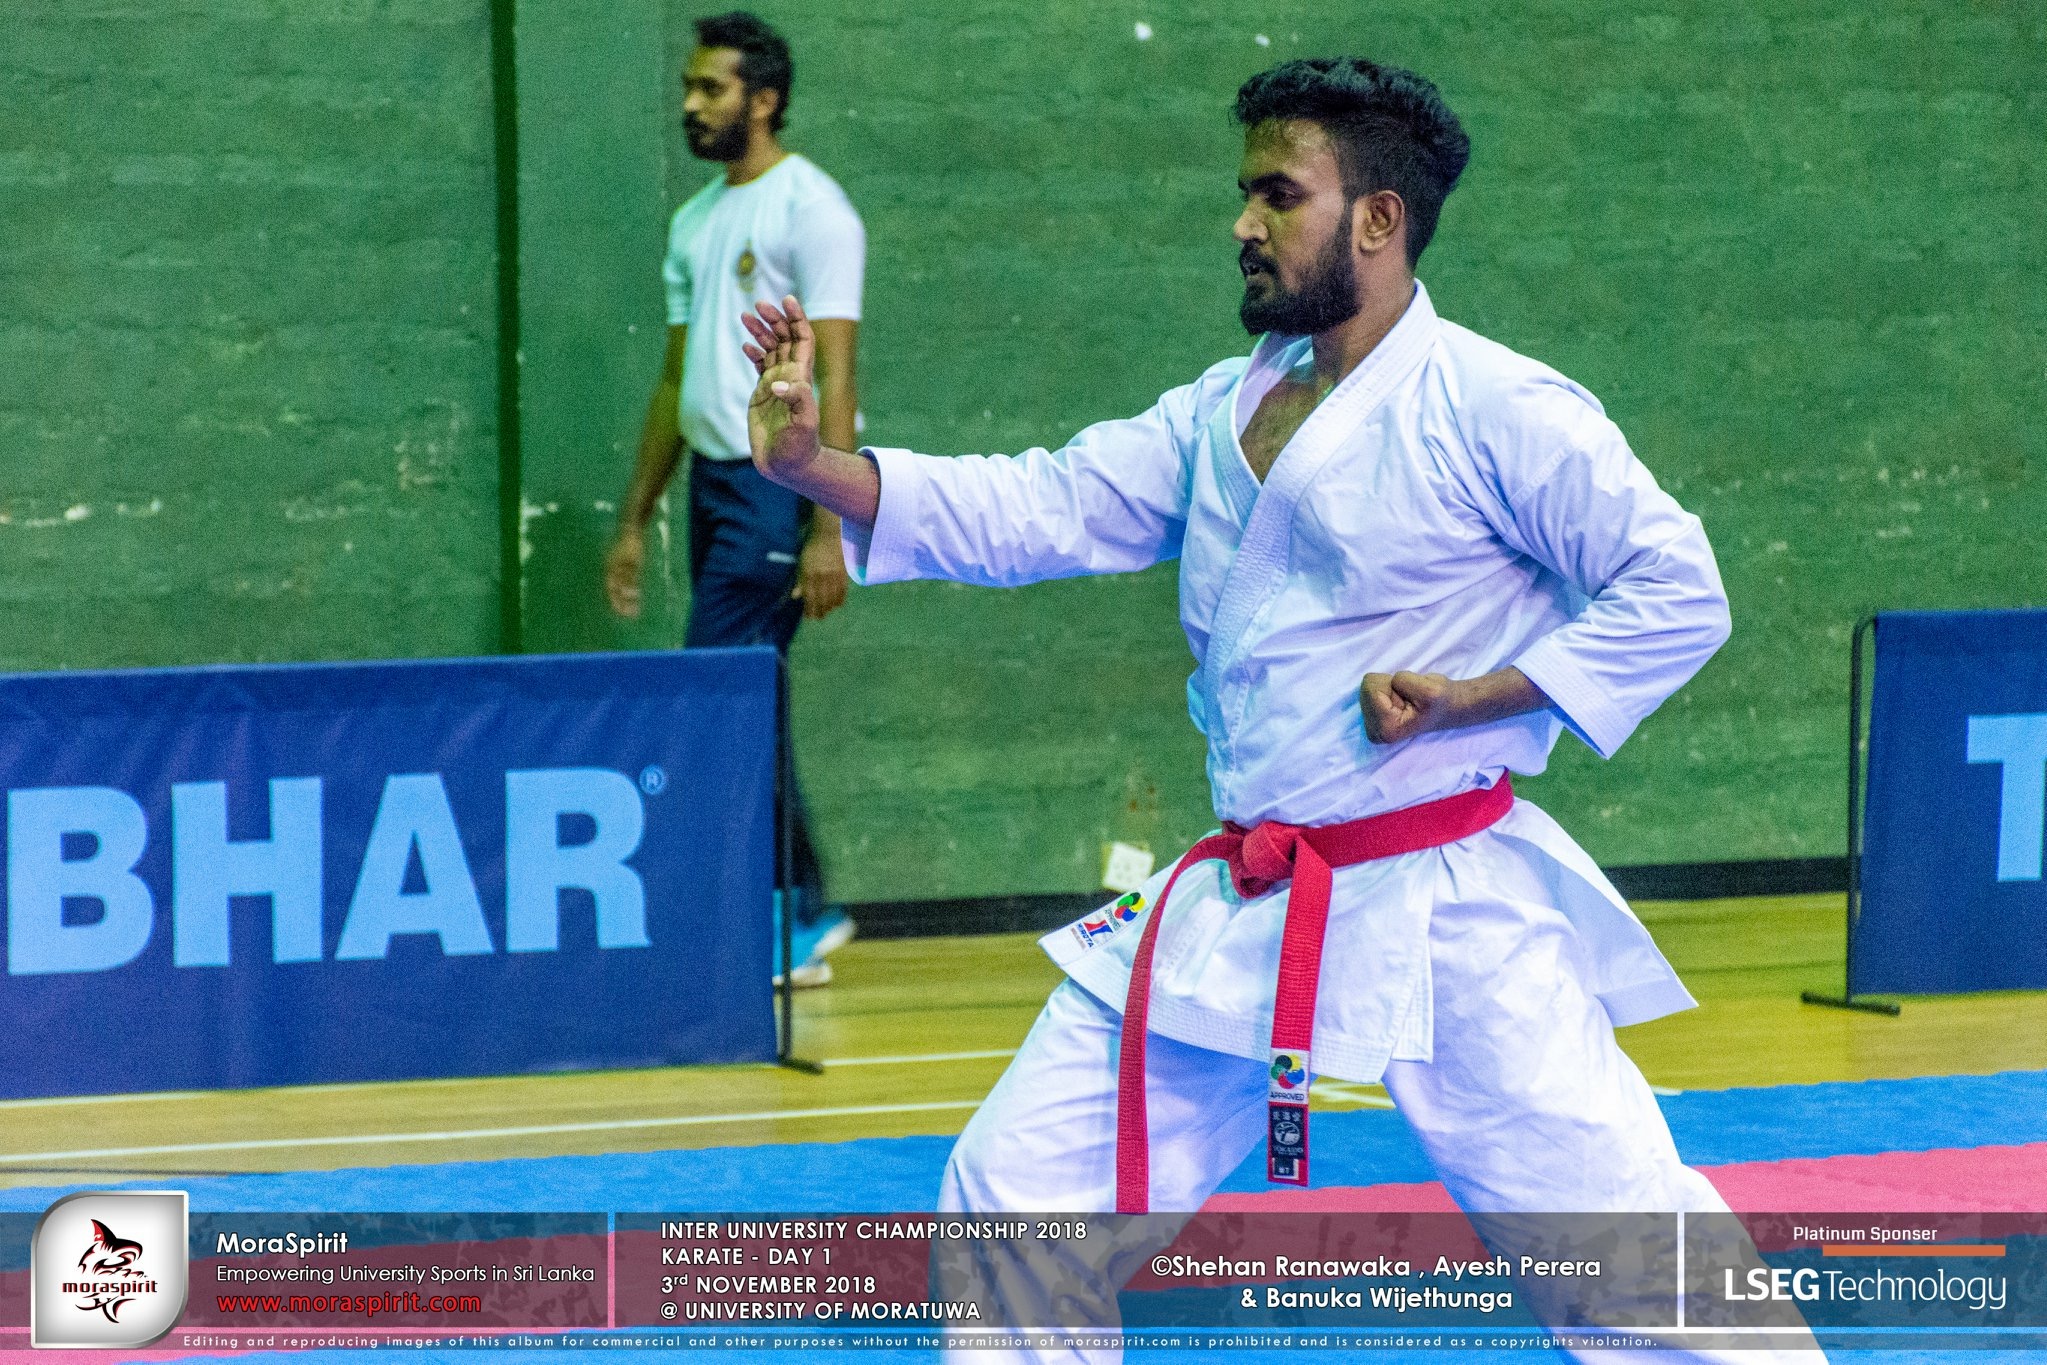 BHAR®
T
HIROTA
APPROVED
moraspirit
MoraSpirit
Empowering University Sports in Sri Lanka
www.moraspirit.com
INTER UNIVERSITY CHAMPIONSHIP 2018
KARATE - DAY 1
3rd NOVEMBER 2018
@ UNIVERSITY OF MORATUWA
©Shehan Ranawaka , Ayesh Perera
& Banuka Wijethunga
Platinum Sponser
LSEG Technology
Editing and reproducing images of this album for commercial and other purposes without the permission of moraspirit.com is prohibited and is considered as a copyrights violation.